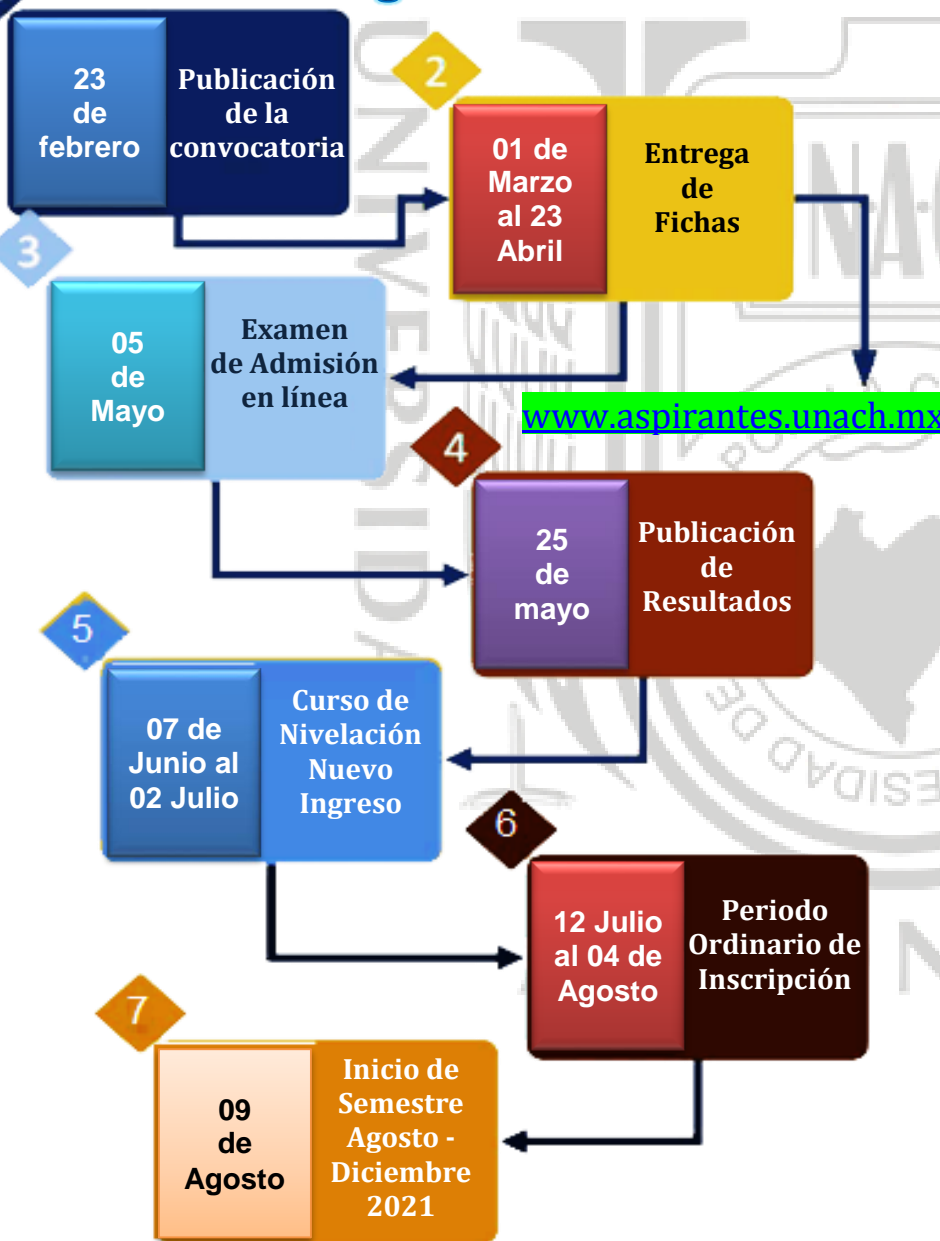 23
de
febrero
Publicación
de la
convocatoria
2
01 de
Marzo
al 23
Abril
Entrega
de
Fichas
www.aspirantes.unach.mx
3
05
de
Mayo
Examen
de Admisión
en línea
4
25
de
mayo
Publicación
de
Resultados
5
07 de
Junio al
02 Julio
Curso de
Nivelación
Nuevo
Ingreso
6
12 Julio
al 04 de
Agosto
Periodo
Ordinario de
Inscripción
7
09
de
Agosto
Inicio de
Semestre
Agosto -
Diciembre
2021